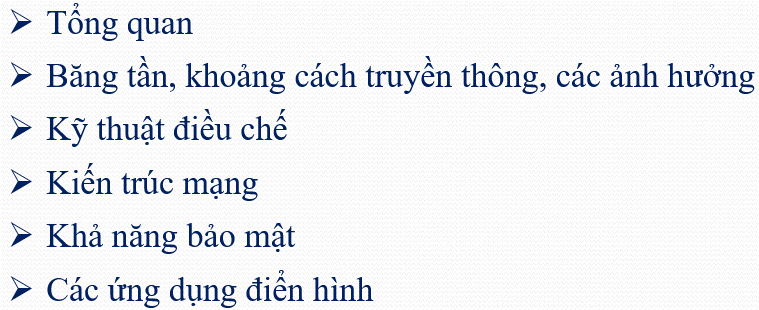 ➢ Tổng quan
➢ Băng tần, khoảng cách truyền thông, các ảnh hưởng
➢ Kỹ thuật điều chế
➢ Kiến trúc mạng
➢ Khả năng bảo mật
➢ Các ứng dụng điển hình